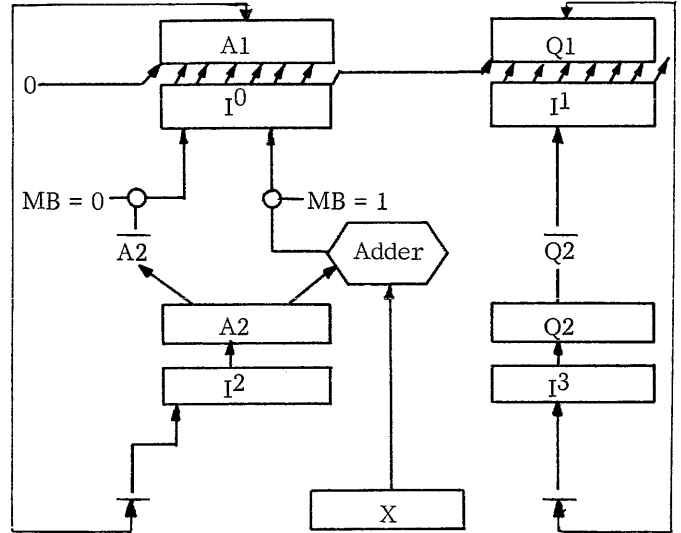 A1
Q1
0
I⁰
I¹
MB = 0
MB = 1
A2
Adder
Q2
A2
Q2
I²
I³
X